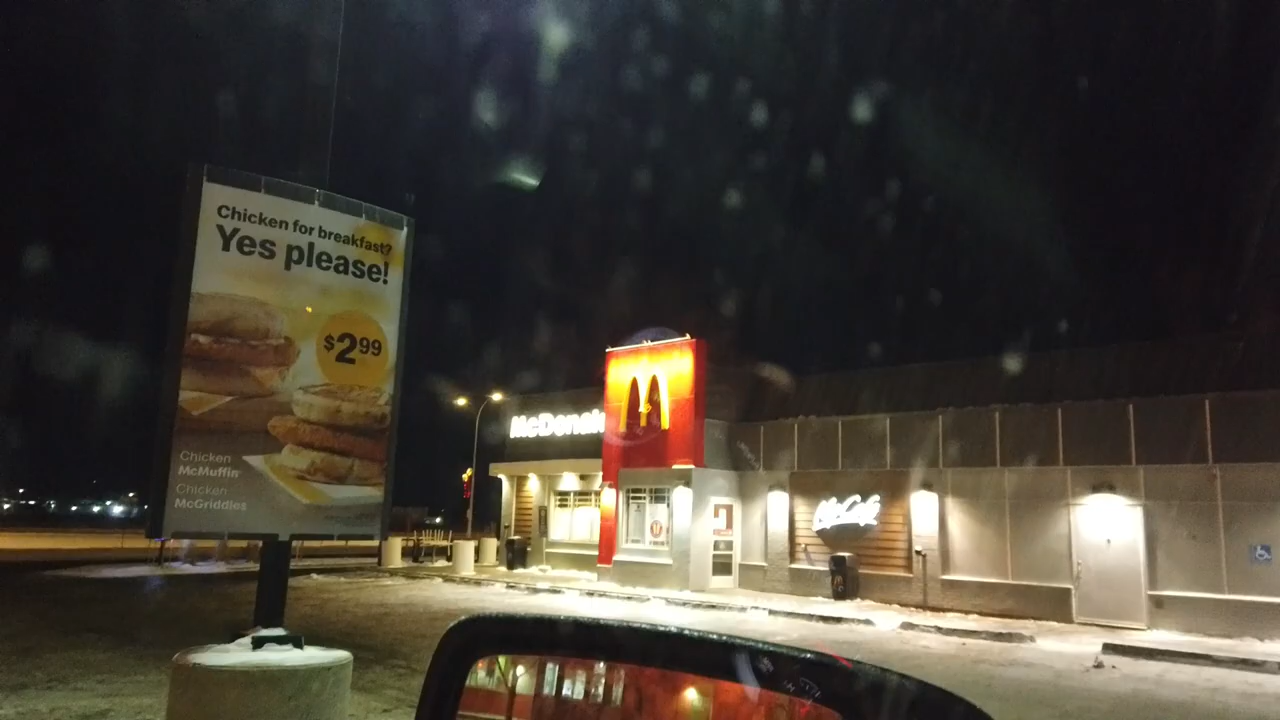 Chicken for breakfast?
Yes please!
$2.99
Chicken
McMuffin
Chicken
McGriddles
McDonald
McCafé